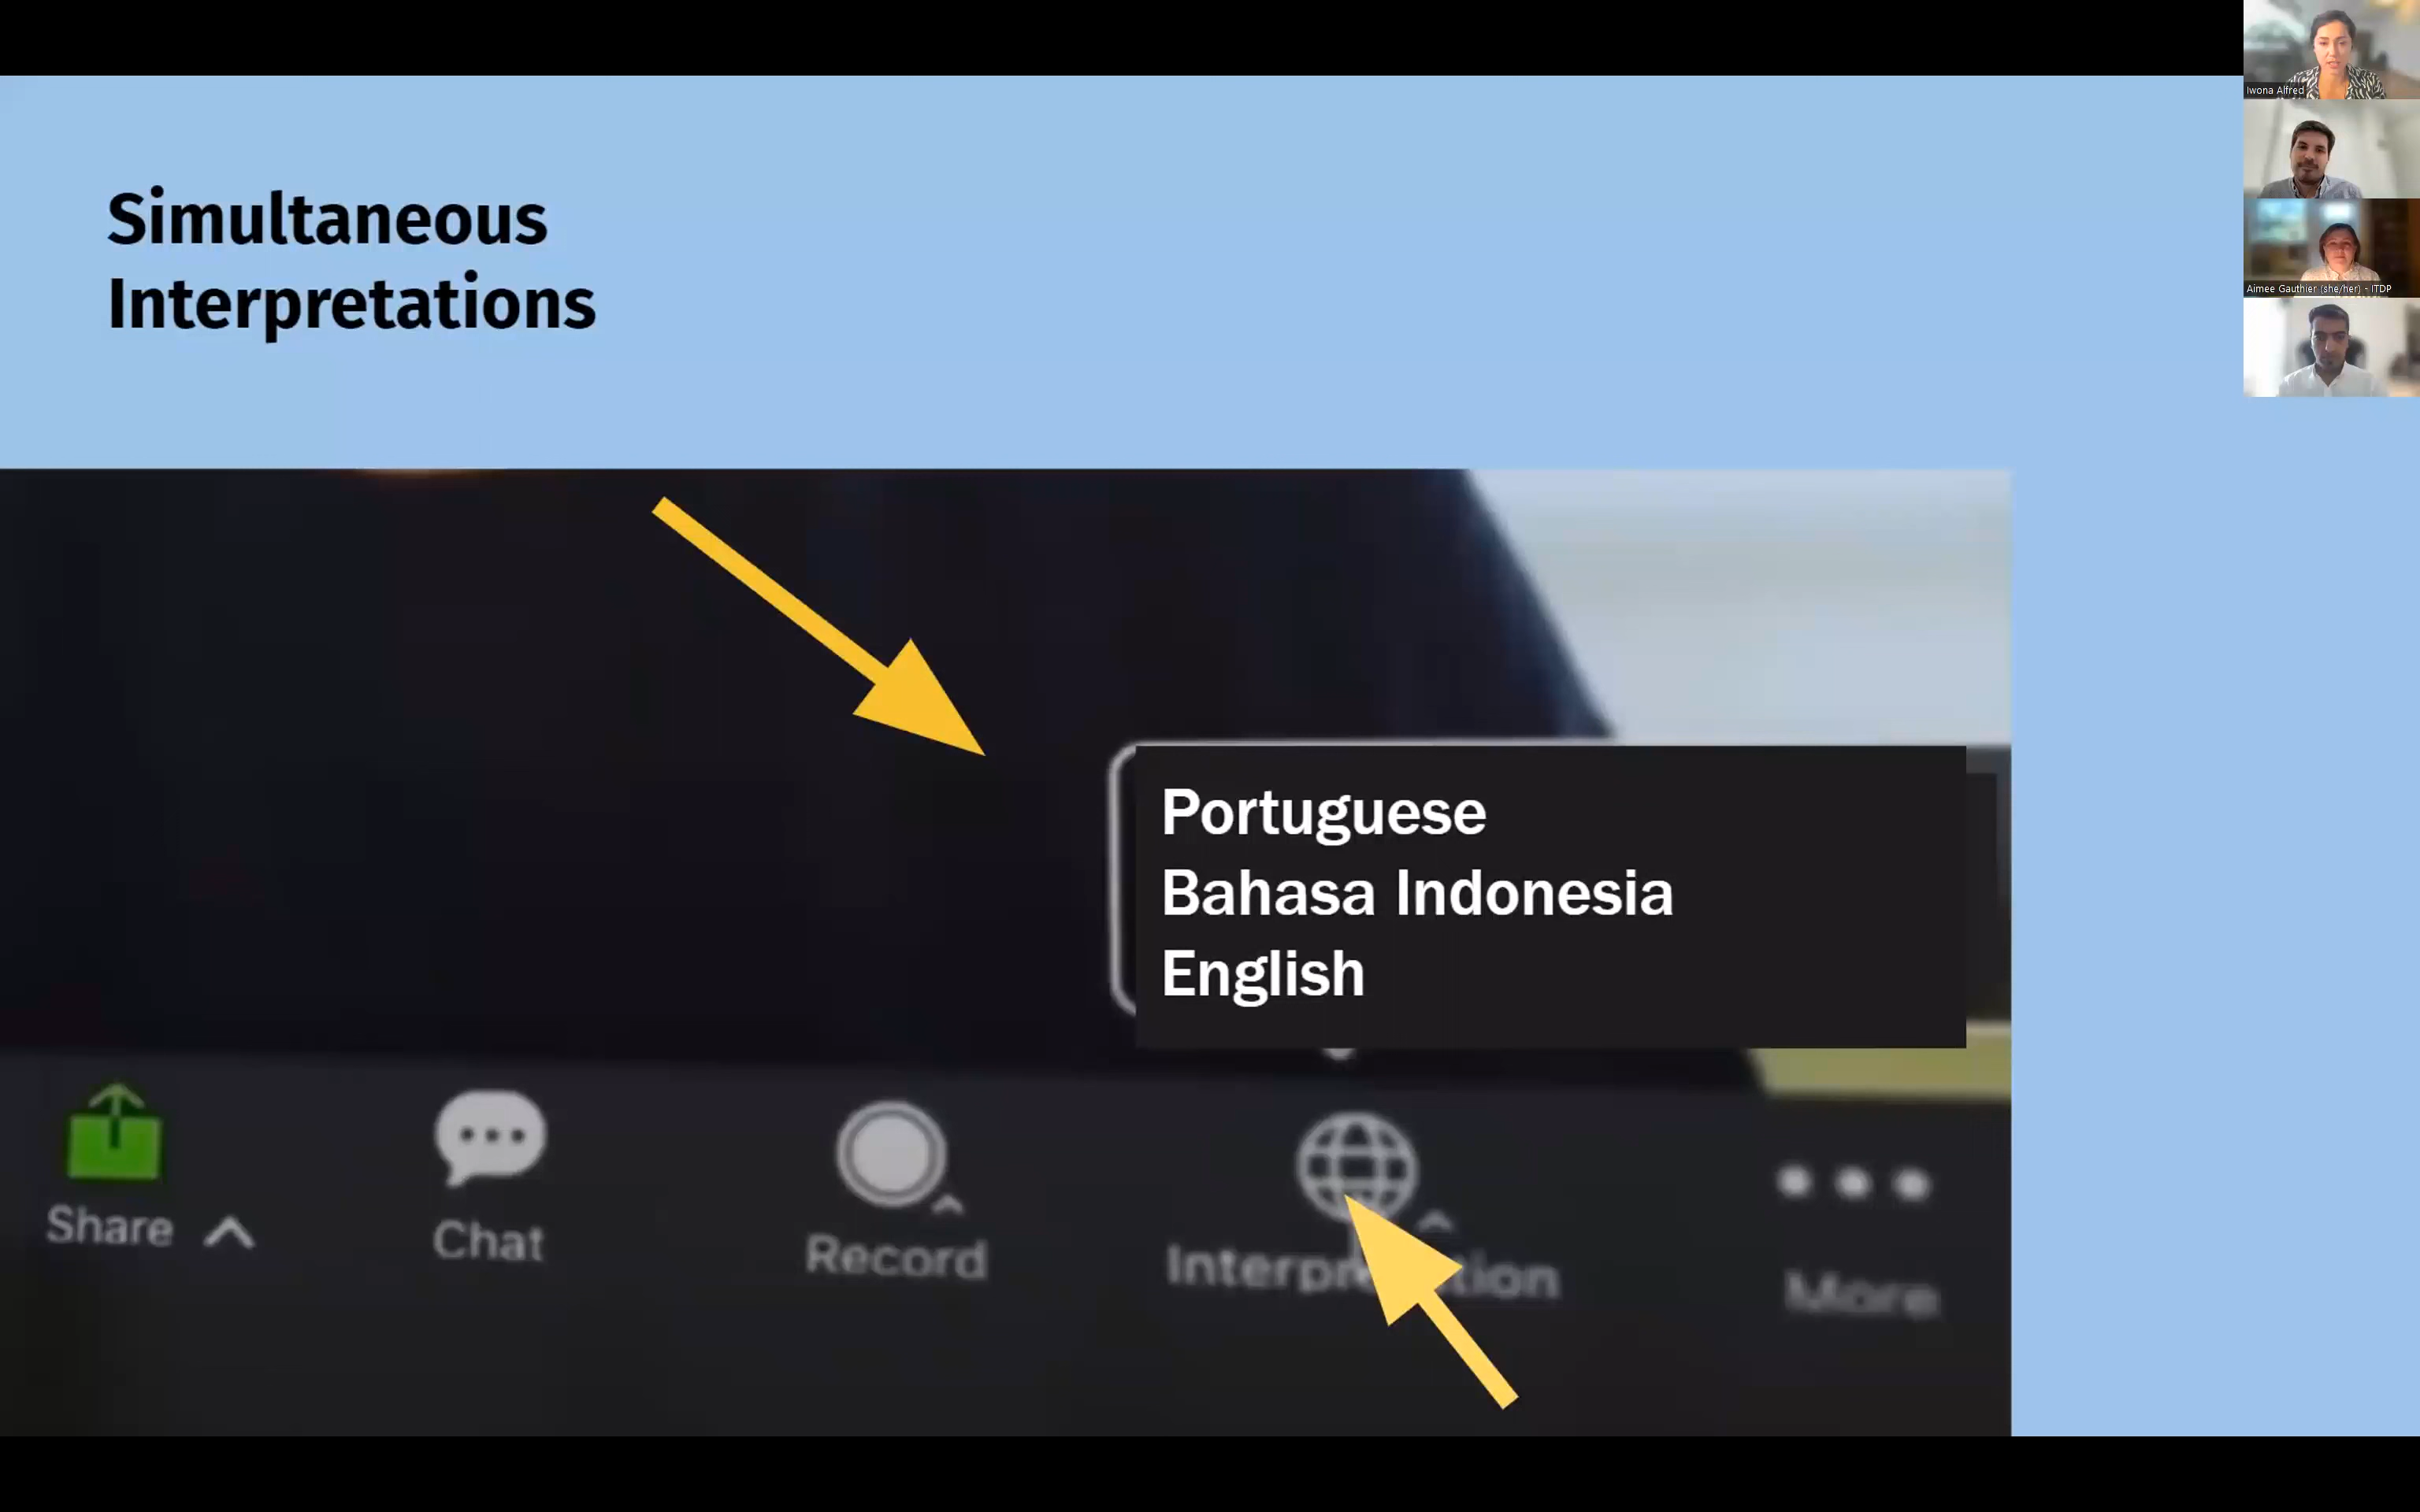 Simultaneous
Interpretations
Iwona Alfred
Aimee Gauthier (she/her) - ITDP
Portuguese
Bahasa Indonesia
English
Share
Chat
Record
More